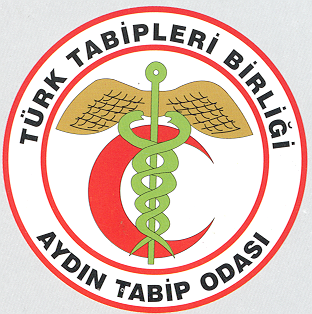 TÜRK TABİPLERİ BİRLİĞİ
AYDIN TABİP ODASI